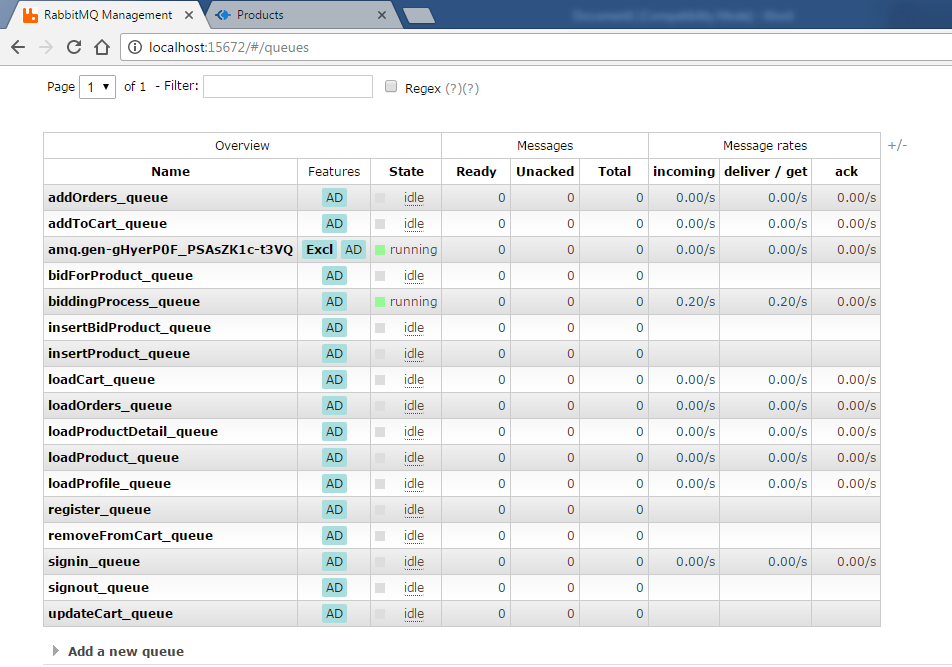 RabbitMQ Management
Products
localhost:15672/#/queues
Page 1 of 1 - Filter: Regex (?)(?)
Overview Messages Message rates +/-
Name Features State Ready Unacked Total incoming deliver / get ack
addOrders_queue AD idle 0 0 0 0.00/s 0.00/s 0.00/s
addToCart_queue AD idle 0 0 0 0.00/s 0.00/s 0.00/s
amq.gen-gHyerP0F_PSAsZK1c-t3VQ Excl AD running 0 0 0 0.00/s 0.00/s 0.00/s
bidForProduct_queue AD idle 0 0 0
biddingProcess_queue AD running 0 0 0 0.20/s 0.20/s 0.00/s
insertBidProduct_queue AD idle 0 0 0
insertProduct_queue AD idle 0 0 0
loadCart_queue AD idle 0 0 0 0.00/s 0.00/s 0.00/s
loadOrders_queue AD idle 0 0 0 0.00/s 0.00/s 0.00/s
loadProductDetail_queue AD idle 0 0 0 0.00/s 0.00/s 0.00/s
loadProduct_queue AD idle 0 0 0 0.00/s 0.00/s 0.00/s
loadProfile_queue AD idle 0 0 0 0.00/s 0.00/s 0.00/s
register_queue AD idle 0 0 0
removeFromCart_queue AD idle 0 0 0
signin_queue AD idle 0 0 0 0.00/s 0.00/s 0.00/s
signout_queue AD idle 0 0 0
updateCart_queue AD idle 0 0 0
Add a new queue